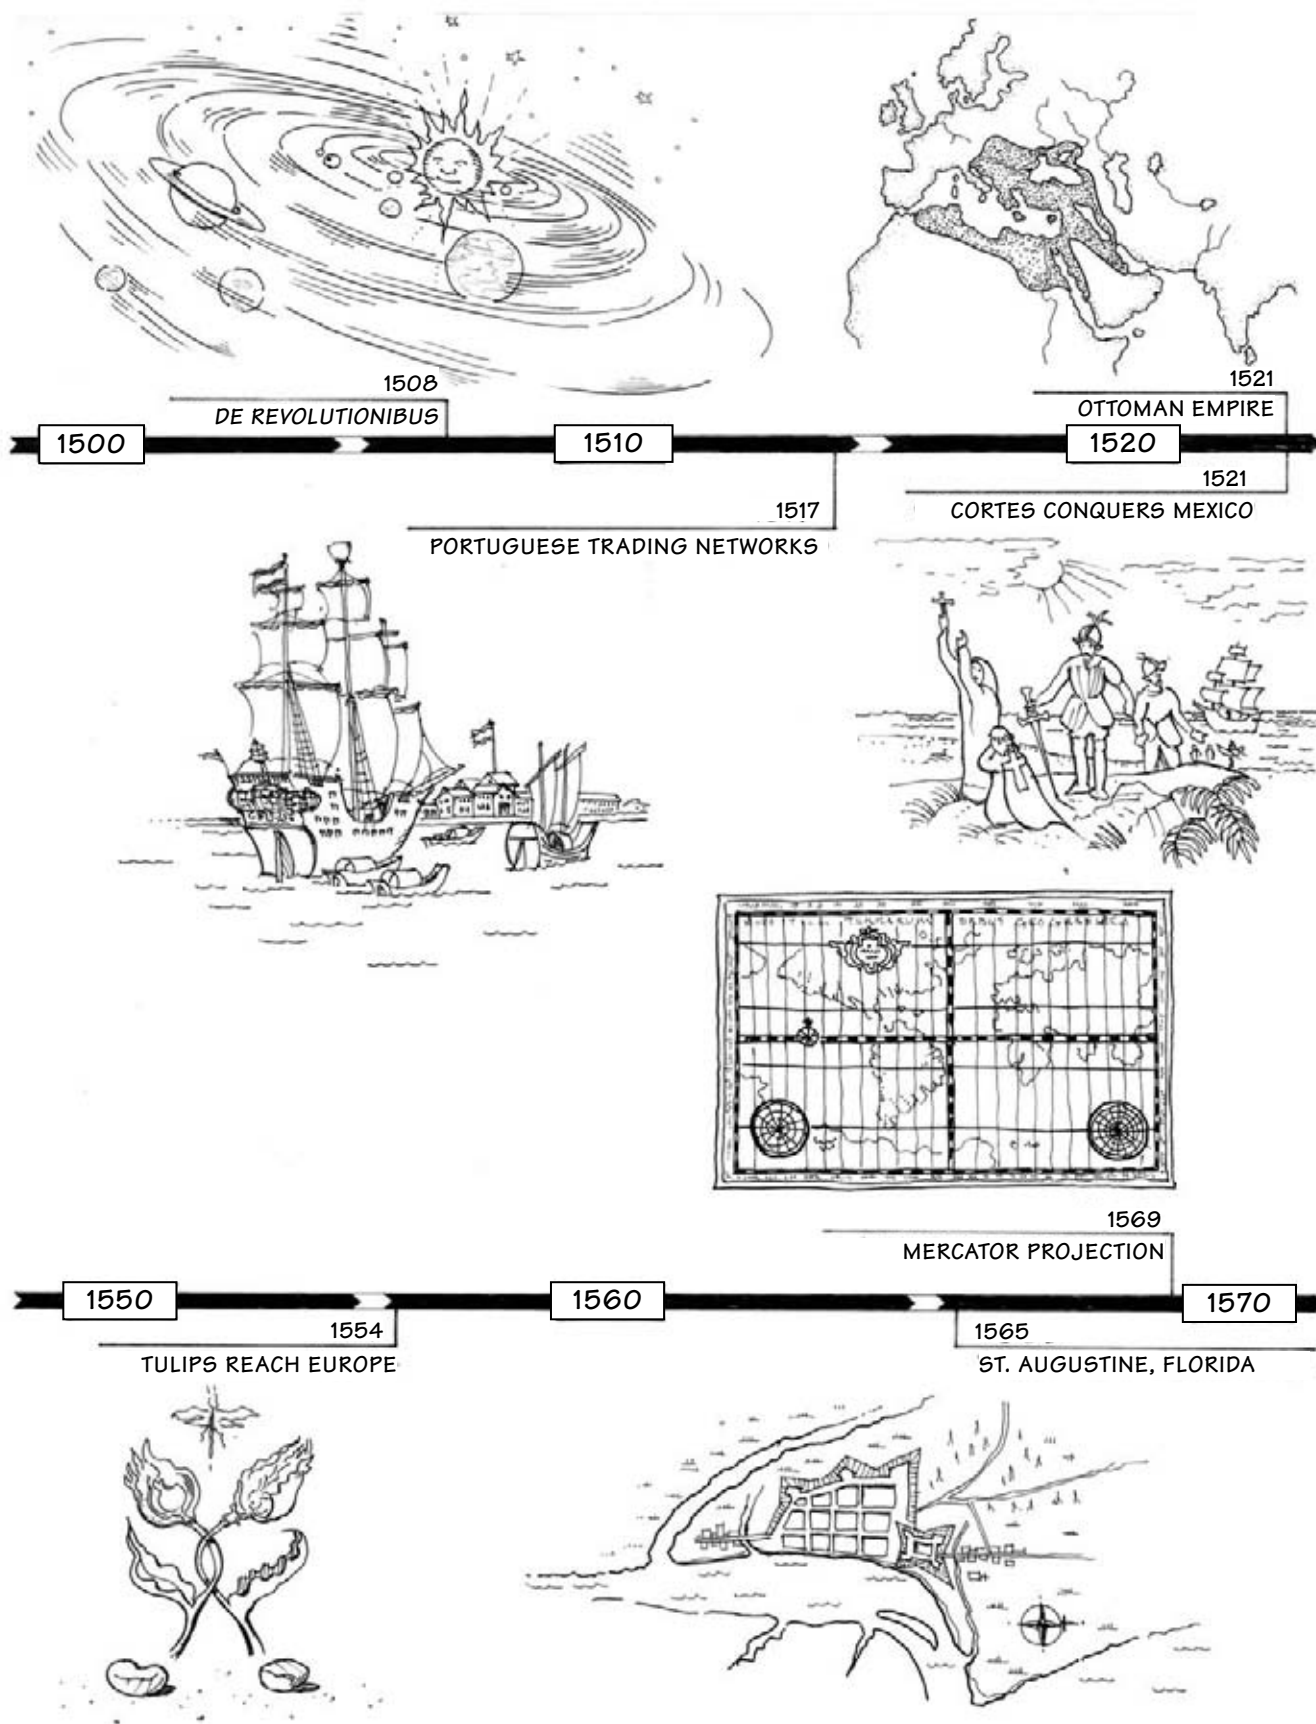 1508
DE REVOLUTIONIBUS
1521
OTTOMAN EMPIRE
1500
1510
1520
1517
PORTUGUESE TRADING NETWORKS
1521
CORTES CONQUERS MEXICO
1569
MERCATOR PROJECTION
1550
1560
1570
1554
TULIPS REACH EUROPE
1565
ST. AUGUSTINE, FLORIDA